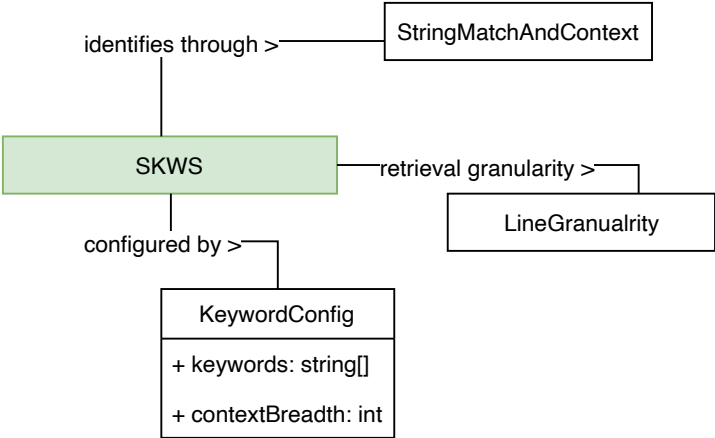 identifies through >
StringMatchAndContext
SKWS
retrieval granularity >
LineGranualrity
configured by >
KeywordConfig
+ keywords: string[]
+ contextBreadth: int